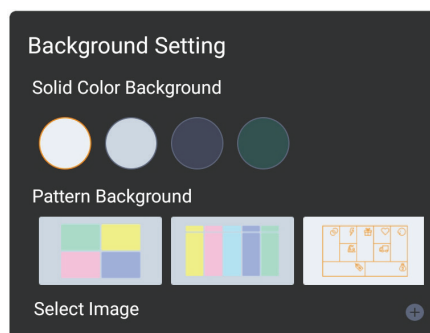 Background Setting
Solid Color Background
Pattern Background
Select Image